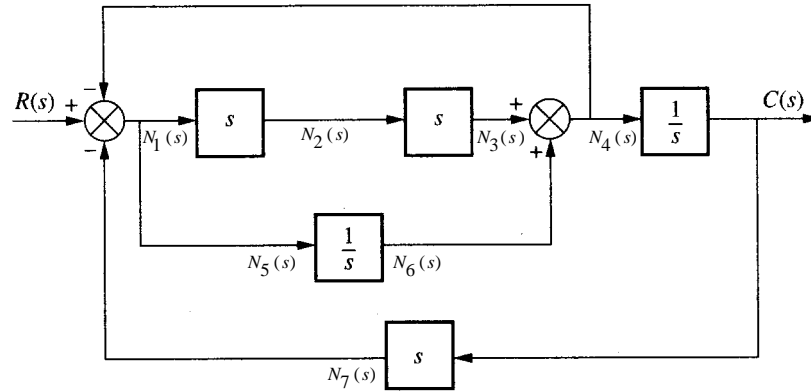 −
R(s) +
s
s
+
1/s
C(s)
N1(s)
N2(s)
N3(s)
N4(s)
−
+
1/s
N5(s)
N6(s)
s
N7(s)